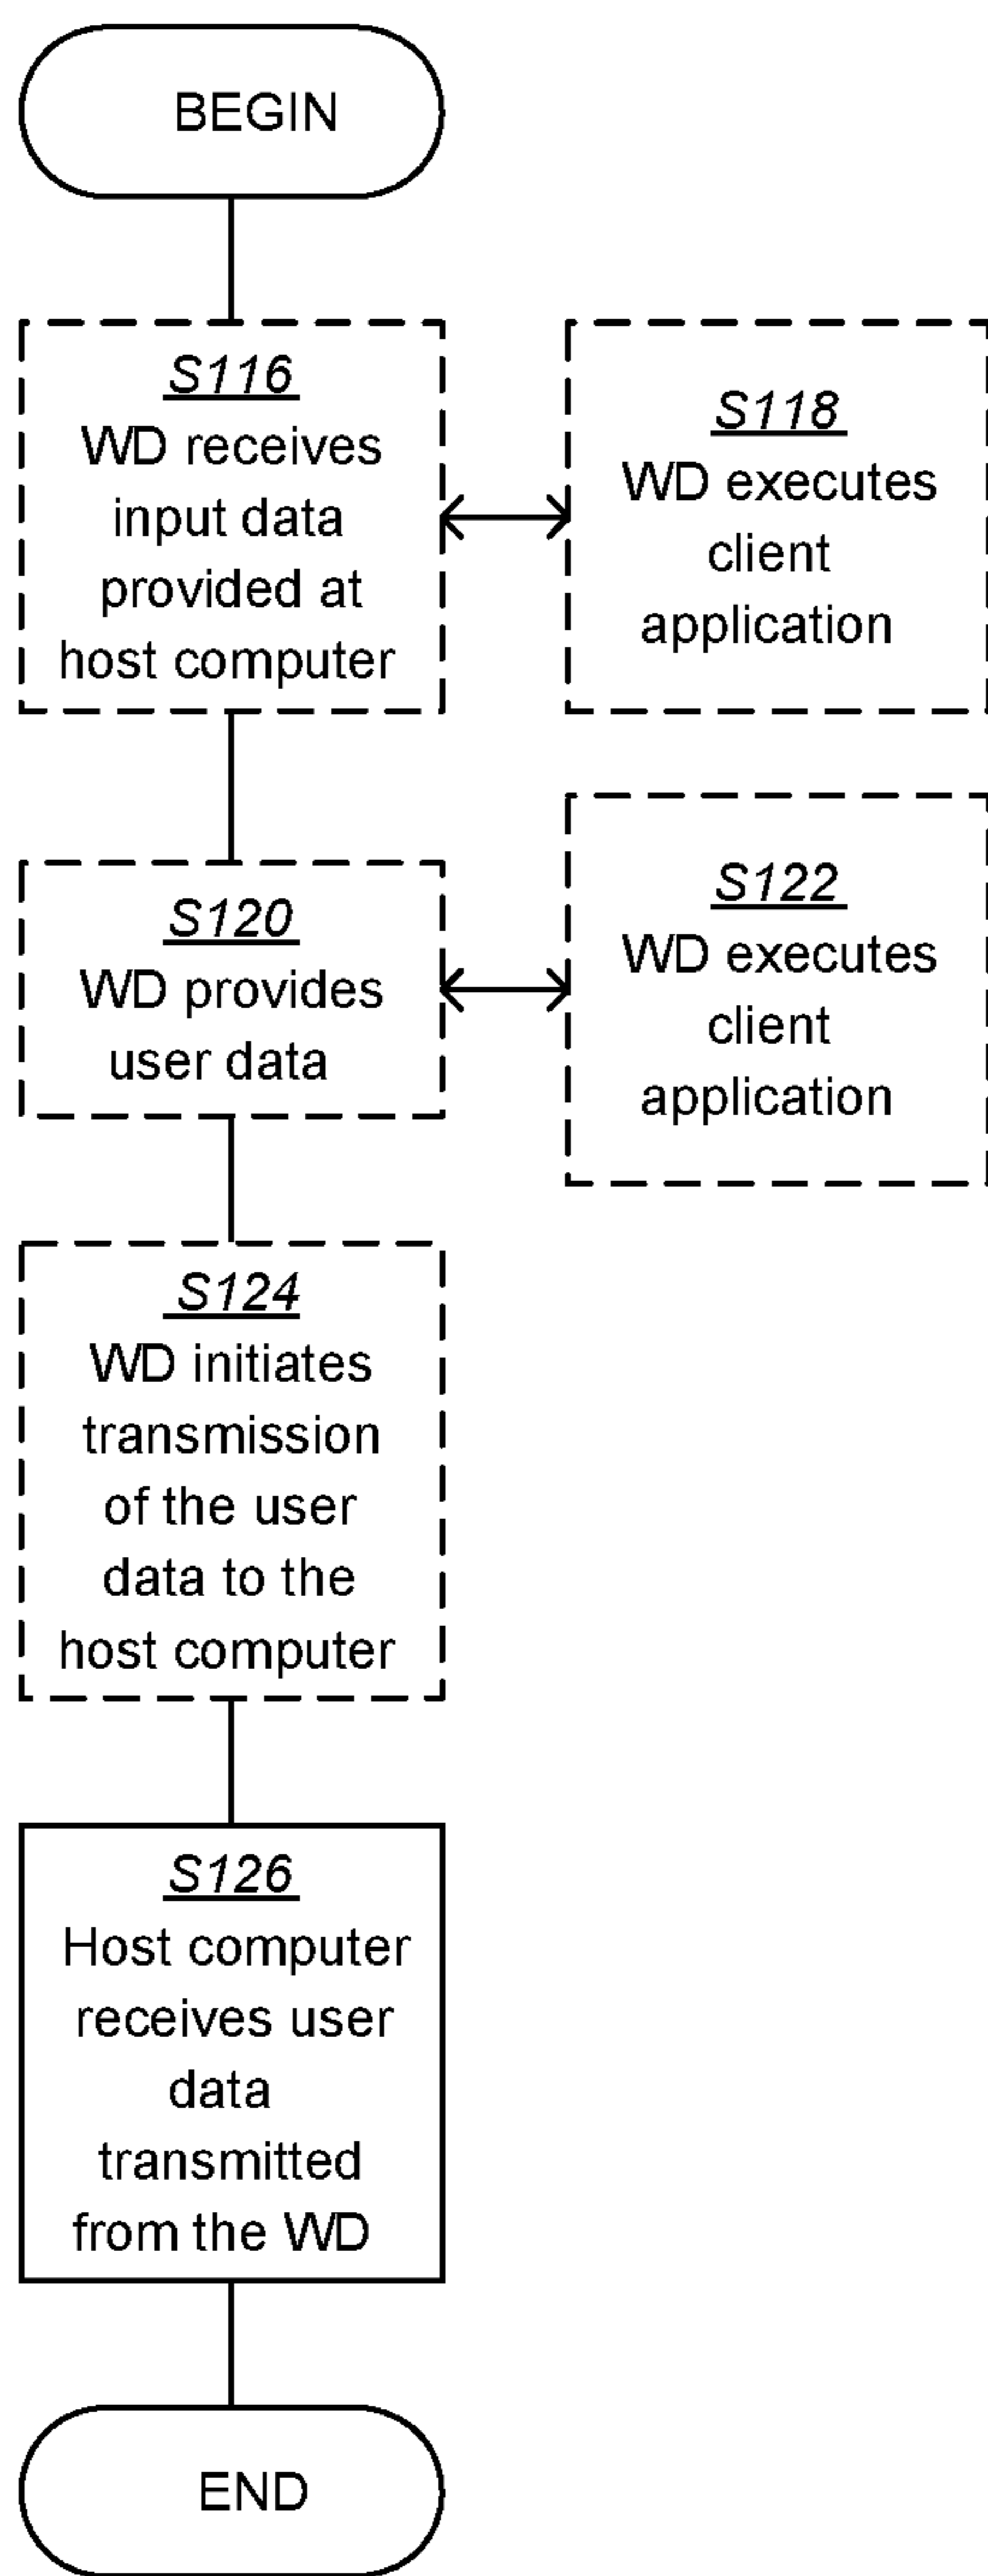 BEGIN
S116
WD receives
input data
provided at
host computer
S118
WD executes
client
application
S120
WD provides
user data
S122
WD executes
client
application
S124
WD initiates
transmission
of the user
data to the
host computer
S126
Host computer
receives user
data
transmitted
from the WD
END